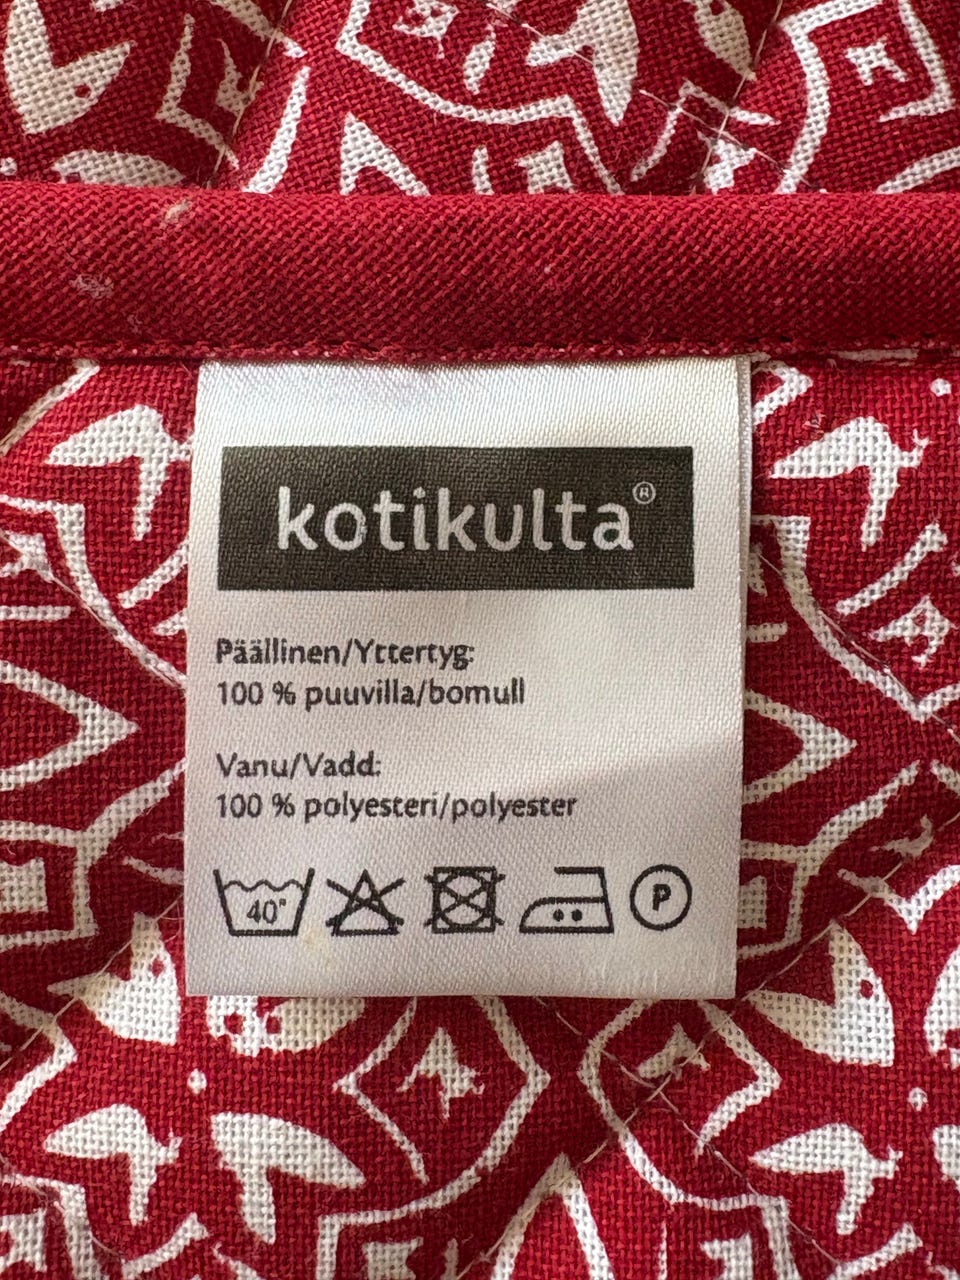 kotikulta®
Päällinen/Yttertyg:
100 % puuvilla/bomull
Vanu/Vadd:
100 % polyesteri/polyester
40°
P